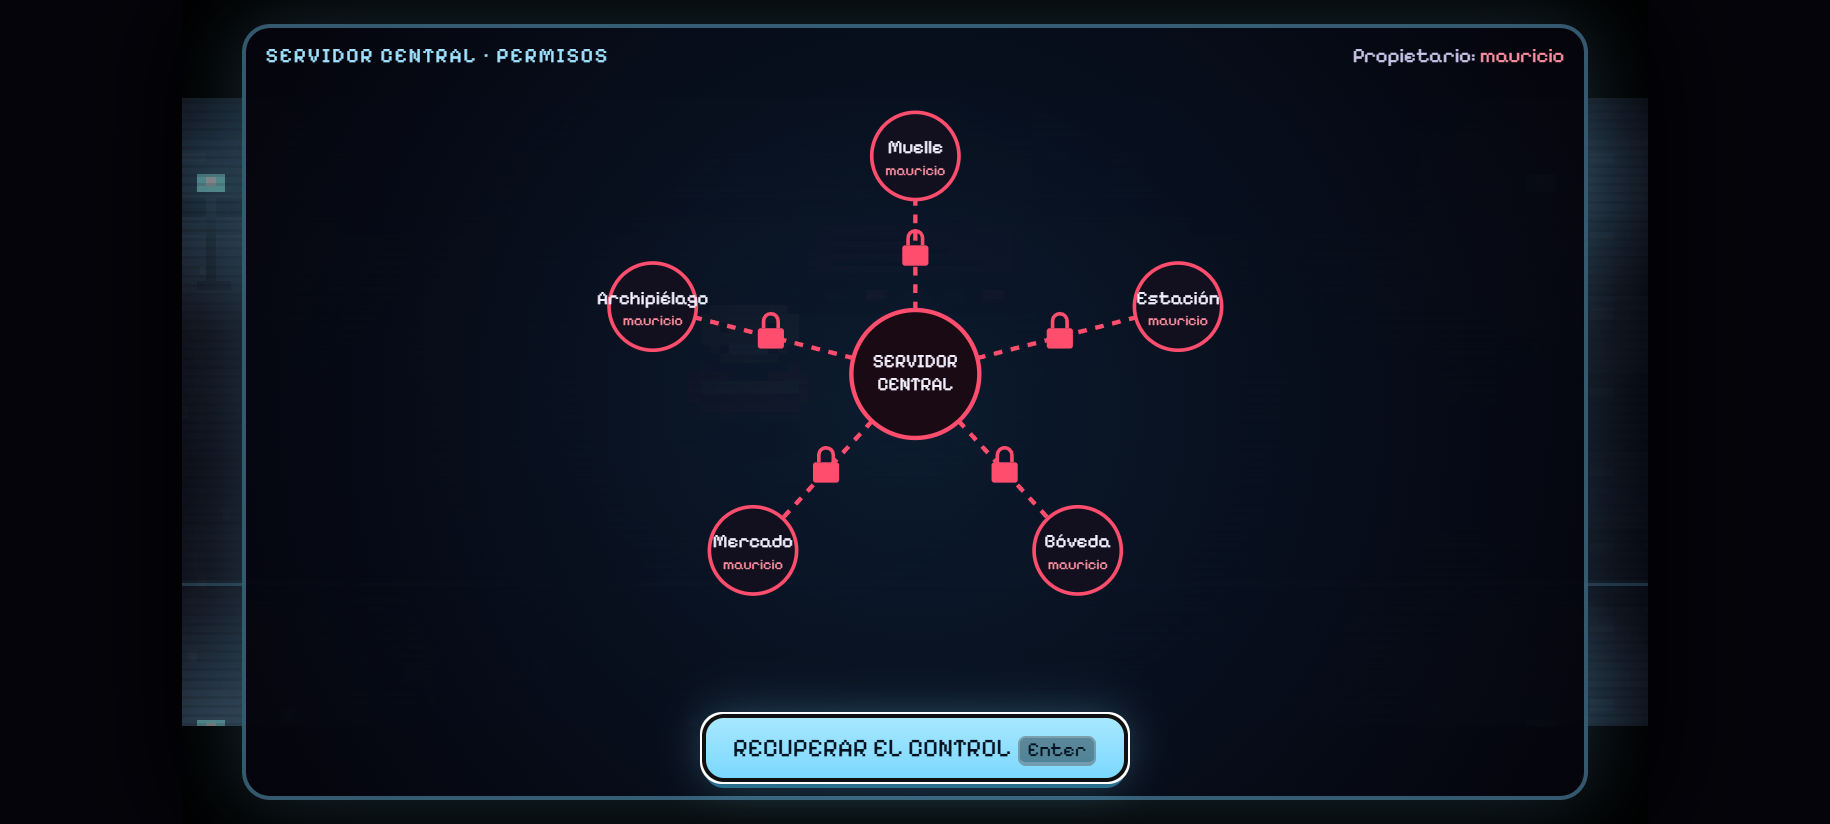 SERVIDOR CENTRAL · PERMISOS
Propietario: mauricio
Muelle
mauricio
Archipiélago
mauricio
Estación
mauricio
SERVIDOR
CENTRAL
Mercado
mauricio
Bóveda
mauricio
RECUPERAR EL CONTROL Enter